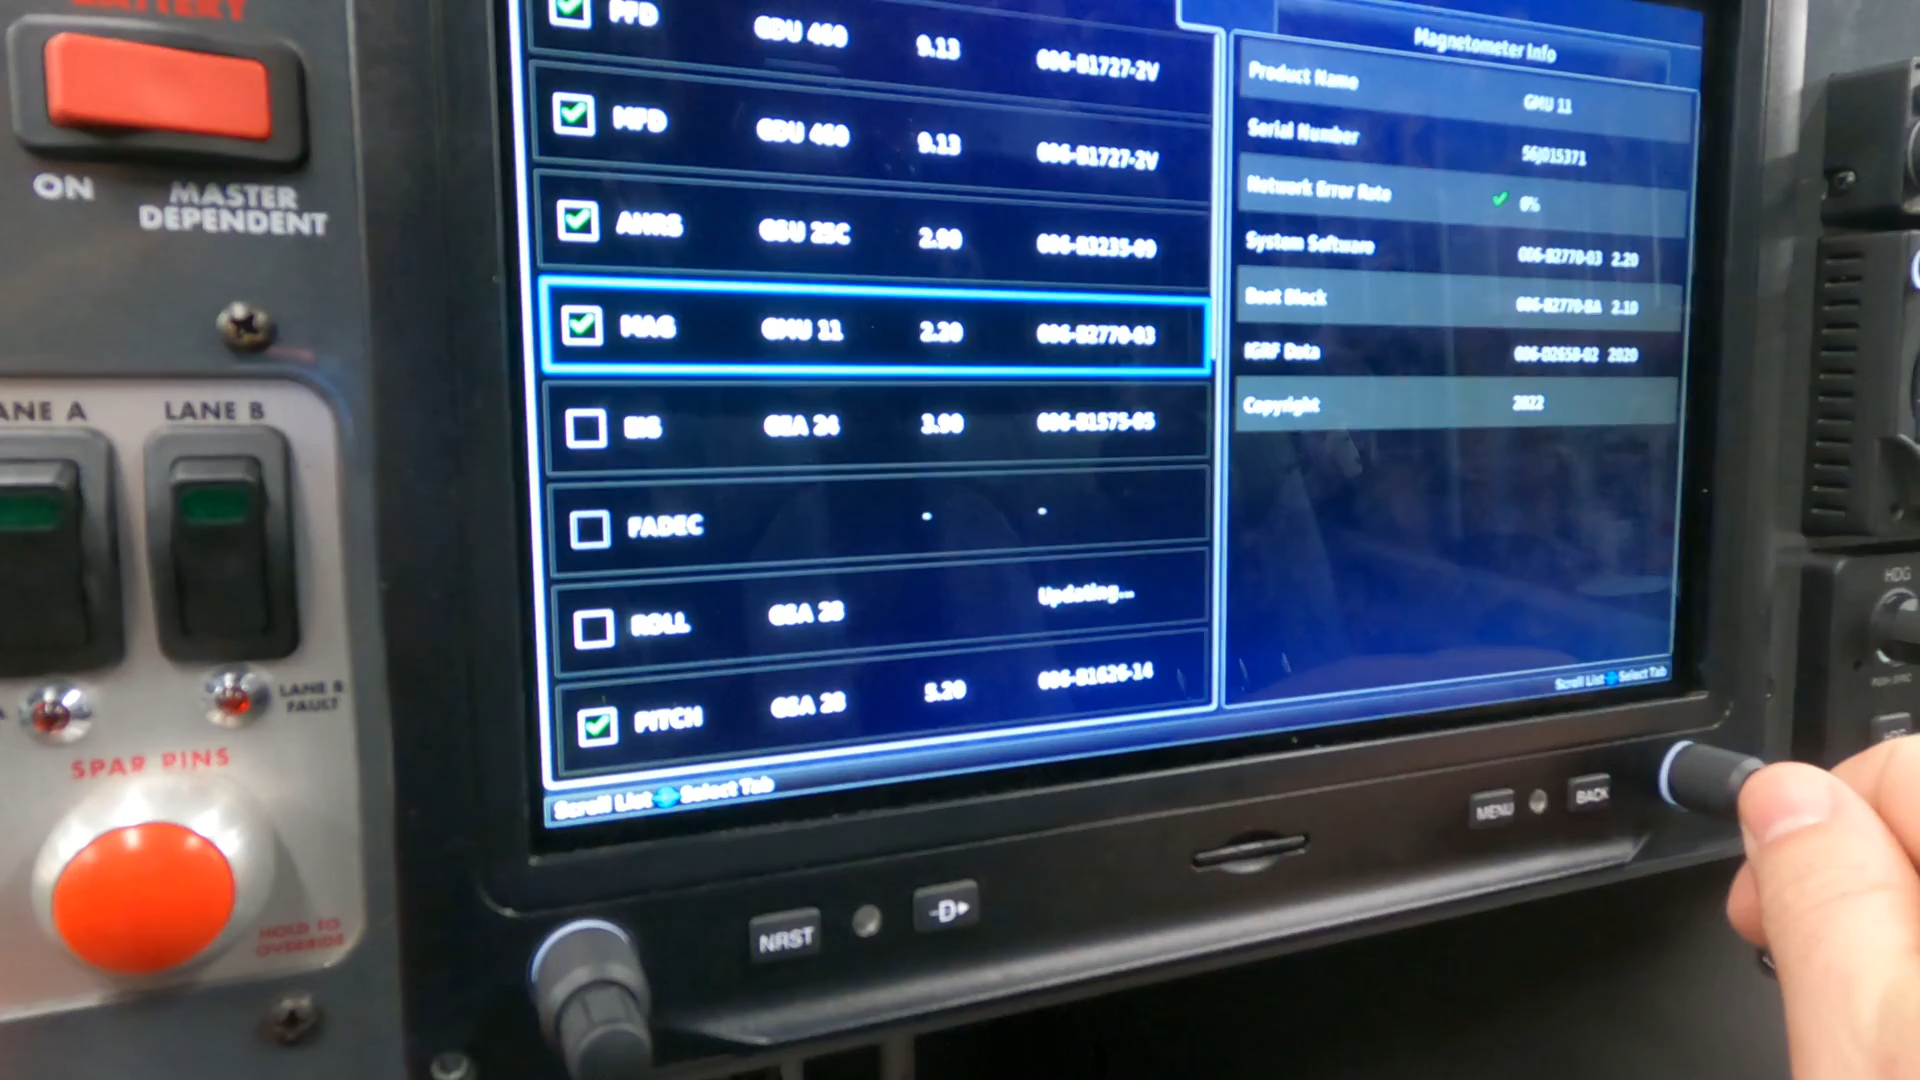 BATTERY
ON
MASTER
DEPENDENT
LANE A
LANE B
LANE B
FAULT
SPAR PINS
HOLD TO
OVERRIDE
PFD GDU 460 9.13 006-B1727-2V
MFD GDU 460 9.13 006-B1727-2V
AHRS GSU 25C 2.90 006-B3235-09
MAG GMU 11 2.20 006-B2770-03
EIS GEA 24 3.90 006-B1575-05
FADEC - -
ROLL GSA 28 Updating...
PITCH GSA 28 5.20 006-B1626-14
Scroll List Select Tab
Magnetometer Info
Product Name
GMU 11
Serial Number
56J015371
Network Error Rate
0%
System Software
006-B2770-03 2.20
Boot Block
006-B2770-BA 2.10
IGRF Data
006-D2658-02 2020
Copyright
2022
Scroll List Select Tab
NRST
-D▶
MENU
BACK
HDG